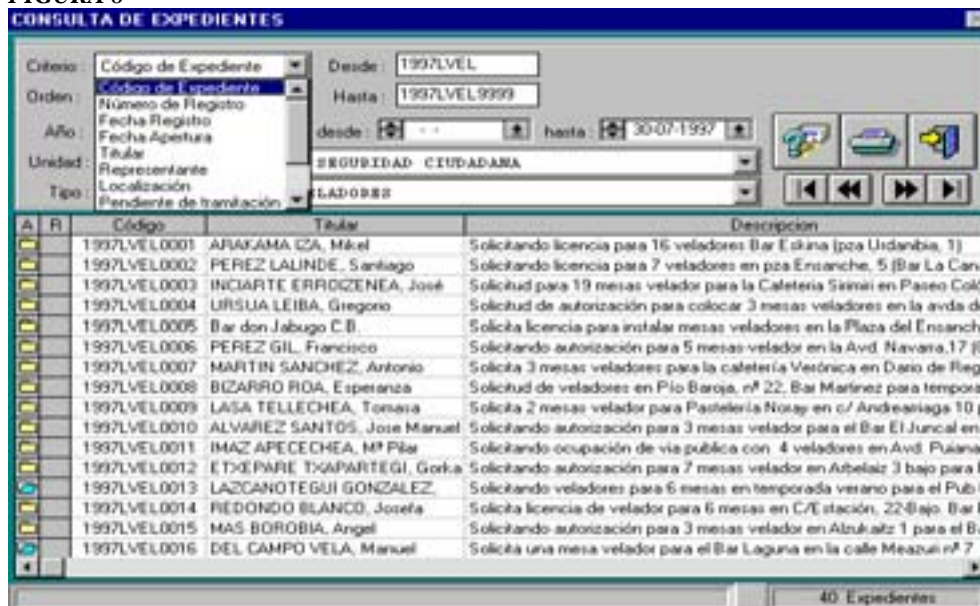 CONSULTA DE EXPEDIENTES
Criterio : Código de Expediente Desde : 1997LVEL
Código de Expediente
Orden : Número de Registro Hasta : 1997LVEL9999
Fecha Registro
Año : Fecha Apertura desde : - - hasta : 30-07-1997
Titular
Unidad : Representante SEGURIDAD CIUDADANA
Localización
Tipo : Pendiente de tramitación LADORES
A R Código Titular Descripcion
1997LVEL0001 ARAKAMA IZA, Mikel Solicitando licencia para 16 veladores Bar Eskina (pza Urdanibia, 1)
1997LVEL0002 PEREZ LALINDE, Santiago Solicitando licencia para 7 veladores en pza Ensanche, 5 (Bar La Can
1997LVEL0003 INCIARTE ERROIZENEA, José Solicitud para 19 mesas velador para la Cafeteria Sirimiri en Paseo Col
1997LVEL0004 URSUA LEIBA, Gregorio Solicitud de autorización para colocar 3 mesas veladores en la avda d
1997LVEL0005 Bar don Jabugo C.B. Solicita licencia para instalar mesas veladores en la Plaza del Ensanch
1997LVEL0006 PEREZ GIL, Francisco Solicitando autorización para 5 mesas velador en la Avd. Navarra,17
1997LVEL0007 MARTIN SANCHEZ, Antonio Solicita 3 mesas veladores para la cafetería Verónica en Dario de Reg
1997LVEL0008 BIZARRO ROA, Esperanza Solicitud de veladores en Pío Baroja, nº 22, Bar Martinez para tempora
1997LVEL0009 LASA TELLECHEA, Tomasa Solicita 2 mesas velador para Pastelería Noray en c/ Andrearriaga 10
1997LVEL0010 ALVAREZ SANTOS, Jose Manuel Solicitando autorización para 3 mesas velador para el Bar El Juncal en
1997LVEL0011 IMAZ APECECHEA, Mª Pilar Solicitando ocupación de via publica con 4 veladores en Avd. Puiana
1997LVEL0012 ETXEPARE TXAPARTEGI, Gorka Solicitando autorización para 7 mesas velador en Arbelaiz 3 bajo para
1997LVEL0013 LAZCANOTEGUI GONZALEZ, Solicitando veladores para 6 mesas en temporada verano para el Pub
1997LVEL0014 REDONDO BLANCO, Josefa Solicita licencia de velador para 6 mesas en C/Estación, 22-Bajo. Bar
1997LVEL0015 MAS BOROBIA, Angel Solicitando autorización para 3 mesas velador en Alzukaitz 1 para el B
1997LVEL0016 DEL CAMPO VELA, Manuel Solicita una mesa velador para el Bar Laguna en la calle Meazuri nº 7
40 Expedientes